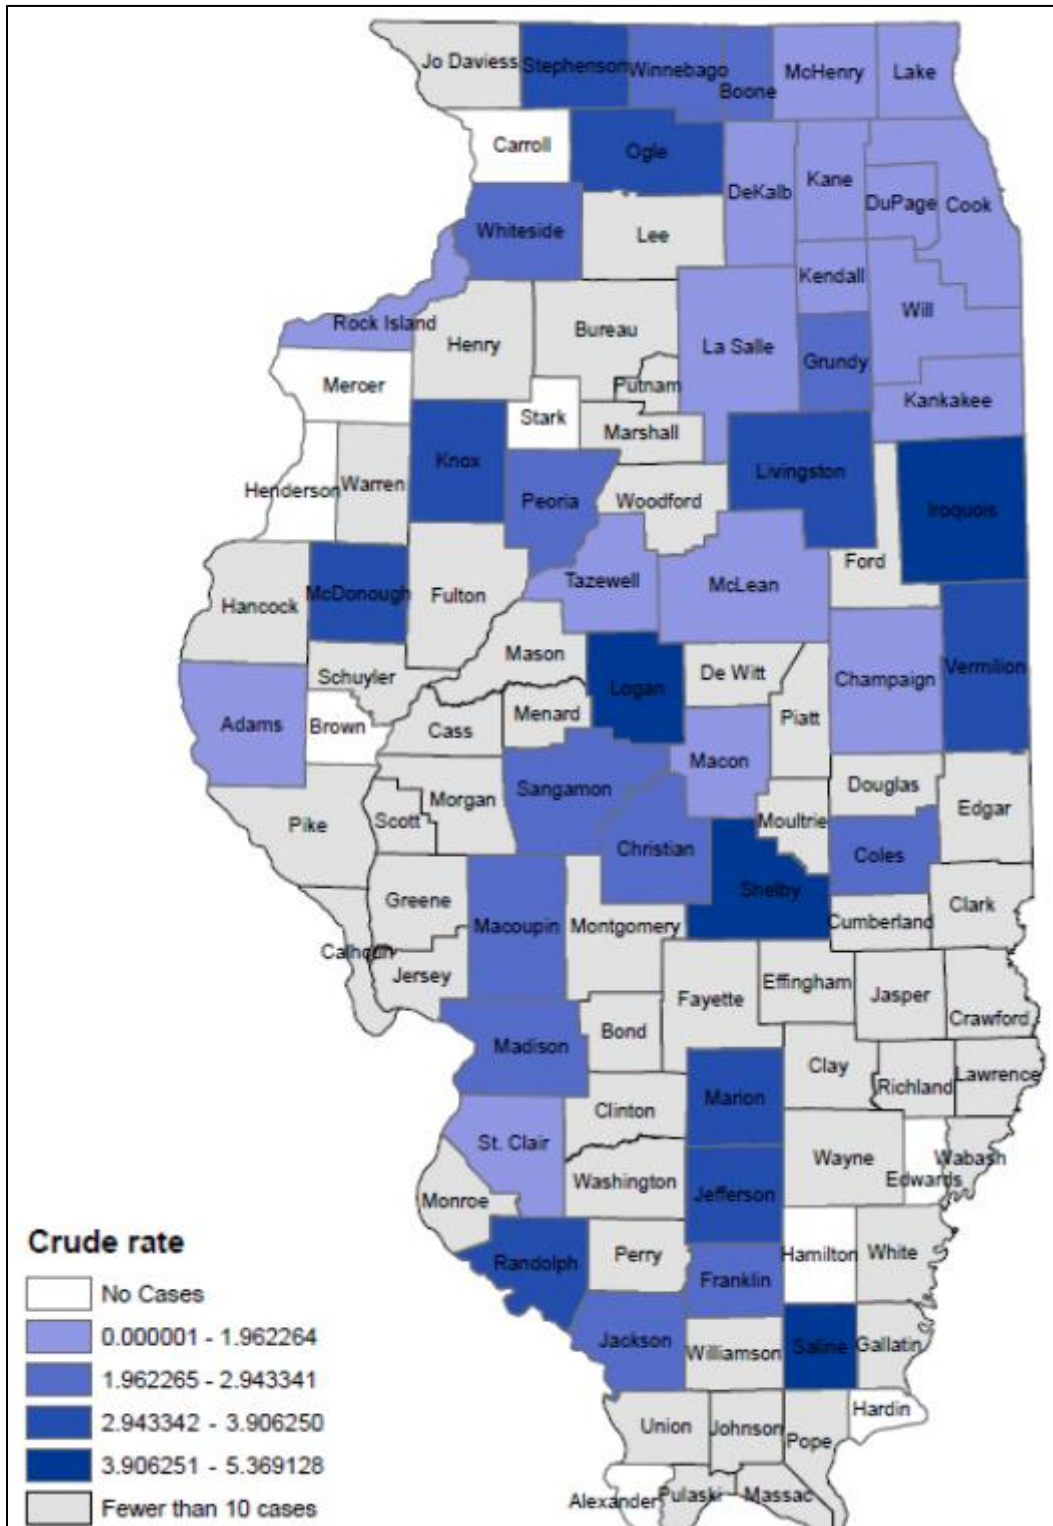 Jo Daviess
Stephenson
Winnebago
Boone
McHenry
Lake
Carroll
Ogle
DeKalb
Kane
DuPage
Cook
Whiteside
Lee
Kendall
Will
Rock Island
Henry
Bureau
La Salle
Grundy
Putnam
Mercer
Kankakee
Stark
Marshall
Knox
Livingston
Henderson
Warren
Peoria
Woodford
Iroquois
Ford
Tazewell
McLean
Hancock
McDonough
Fulton
Mason
Logan
De Witt
Champaign
Vermilion
Schuyler
Adams
Brown
Cass
Menard
Piatt
Macon
Sangamon
Douglas
Edgar
Pike
Scott
Morgan
Moultrie
Christian
Coles
Shelby
Greene
Macoupin
Montgomery
Cumberland
Clark
Calhoun
Jersey
Fayette
Effingham
Jasper
Crawford
Bond
Madison
Clay
Richland
Lawrence
Marion
Clinton
St. Clair
Wayne
Edwards
Wabash
Washington
Jefferson
Monroe
Randolph
Perry
Hamilton
White
Franklin
Jackson
Williamson
Saline
Gallatin
Union
Johnson
Pope
Hardin
Alexander
Pulaski
Massac
Crude rate
No Cases
0.000001 - 1.962264
1.962265 - 2.943341
2.943342 - 3.906250
3.906251 - 5.369128
Fewer than 10 cases